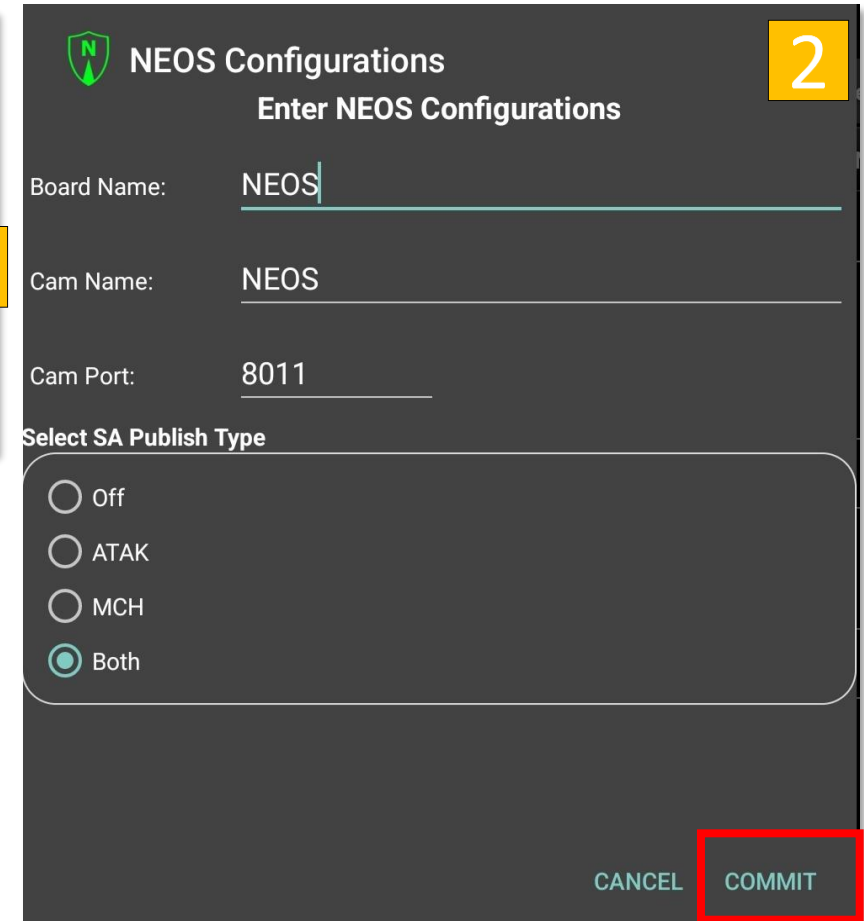 N
NEOS Configurations
2
Enter NEOS Configurations
Board Name: NEOS
Cam Name: NEOS
Cam Port: 8011
Select SA Publish Type
Off
ATAK
MCH
Both
CANCEL COMMIT